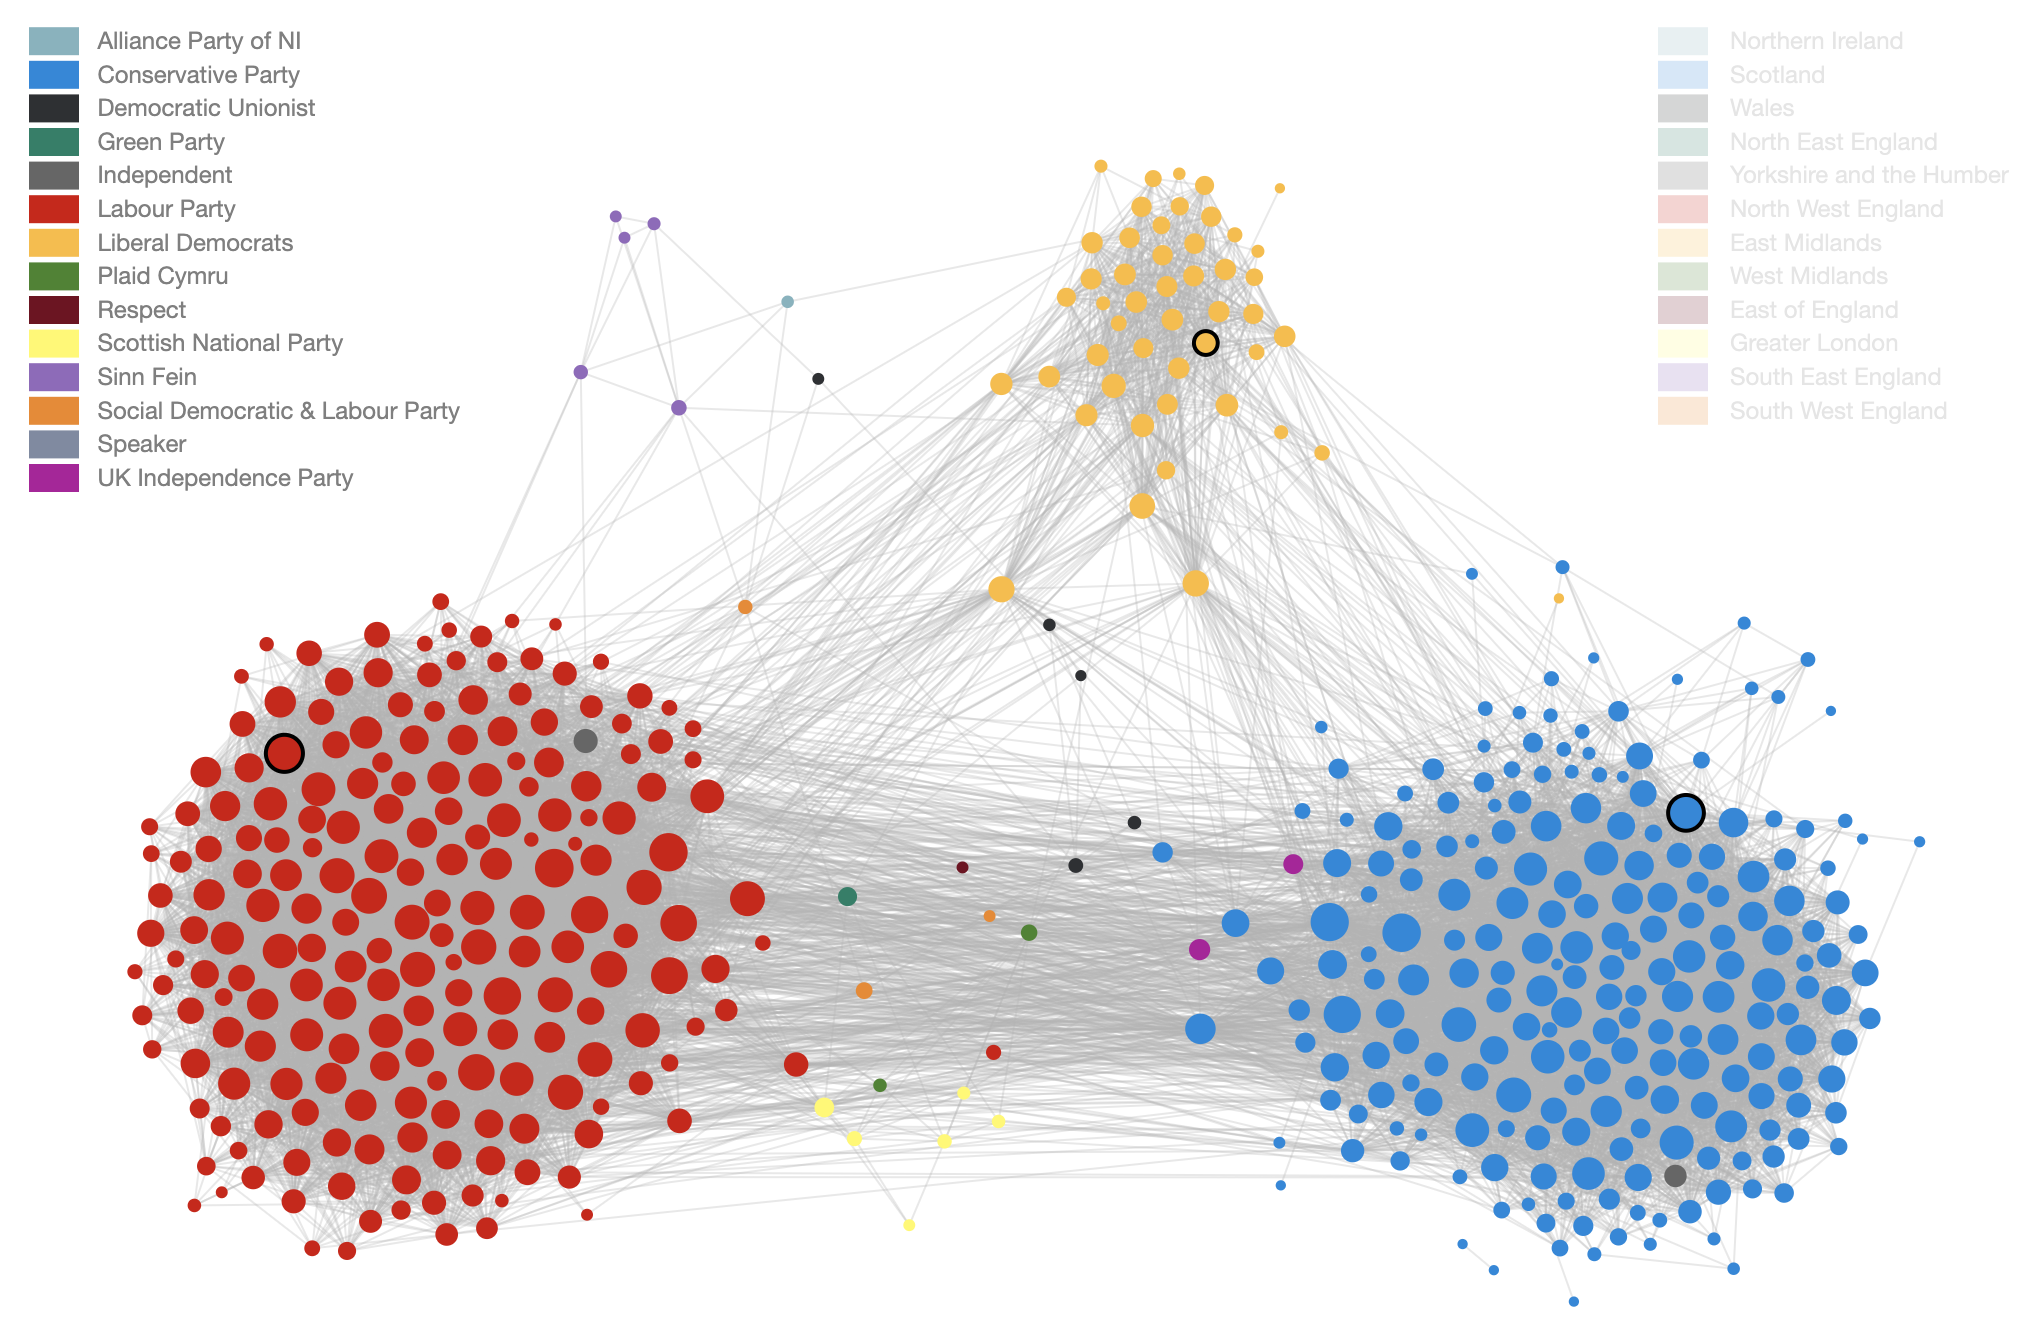 Alliance Party of NI
Conservative Party
Democratic Unionist
Green Party
Independent
Labour Party
Liberal Democrats
Plaid Cymru
Respect
Scottish National Party
Sinn Fein
Social Democratic & Labour Party
Speaker
UK Independence Party
Northern Ireland
Scotland
Wales
North East England
Yorkshire and the Humber
North West England
East Midlands
West Midlands
East of England
Greater London
South East England
South West England